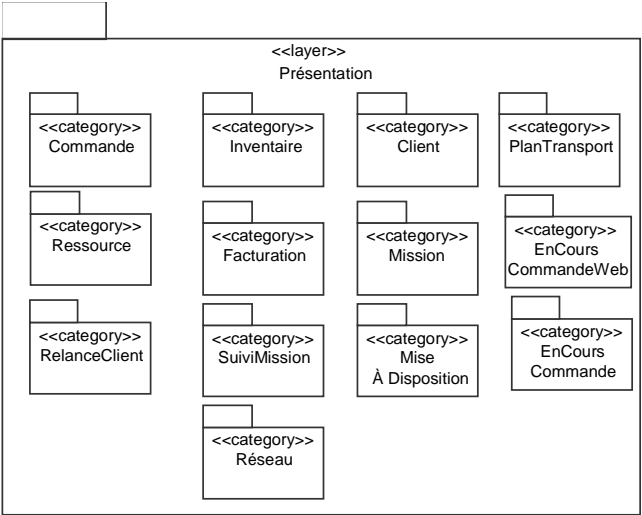 <<layer>>
Présentation
<<category>>
Commande
<<category>>
Inventaire
<<category>>
Client
<<category>>
PlanTransport
<<category>>
Ressource
<<category>>
Facturation
<<category>>
Mission
<<category>>
EnCours
CommandeWeb
<<category>>
RelanceClient
<<category>>
SuiviMission
<<category>>
Mise
À Disposition
<<category>>
EnCours
Commande
<<category>>
Réseau